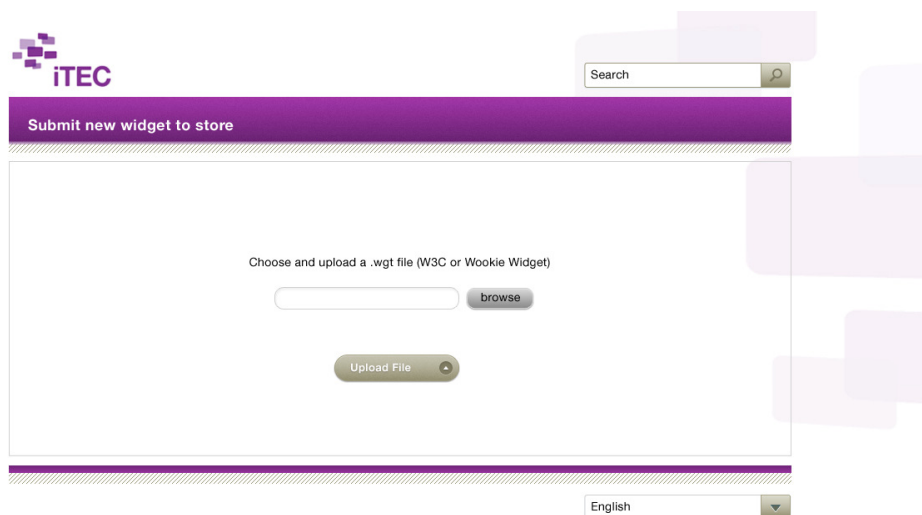 iTEC
Search
Submit new widget to store
Choose and upload a .wgt file (W3C or Wookie Widget)
browse
Upload File
English